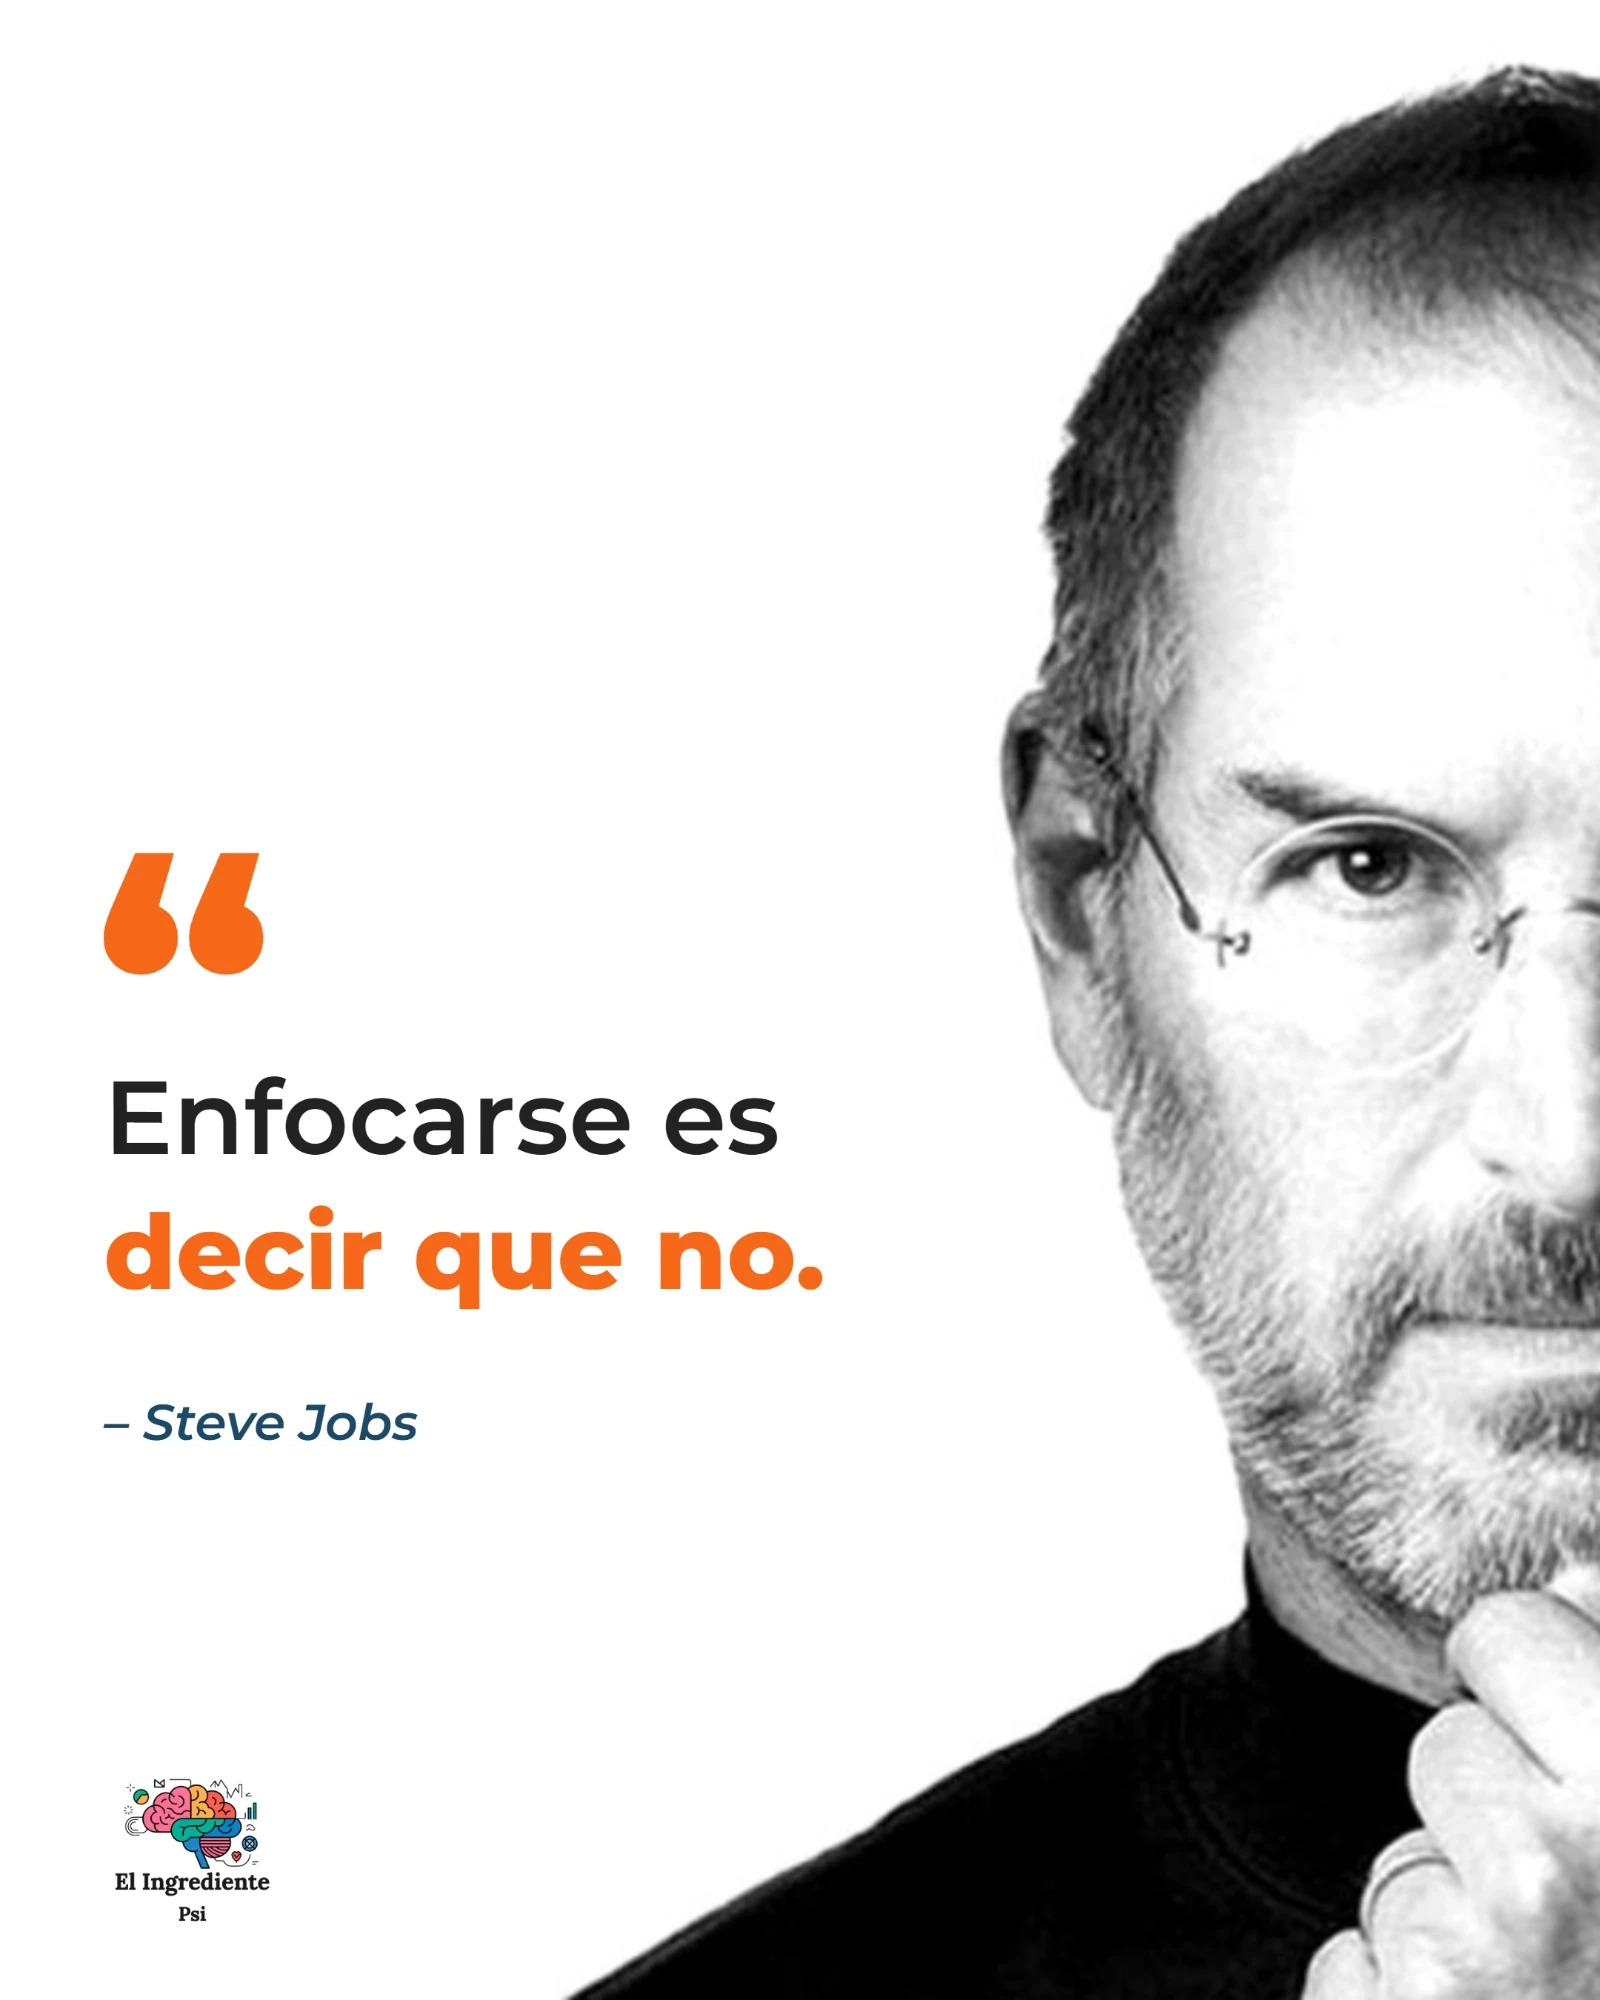 “
Enfocarse es
decir que no.
– Steve Jobs
El Ingrediente
Psi